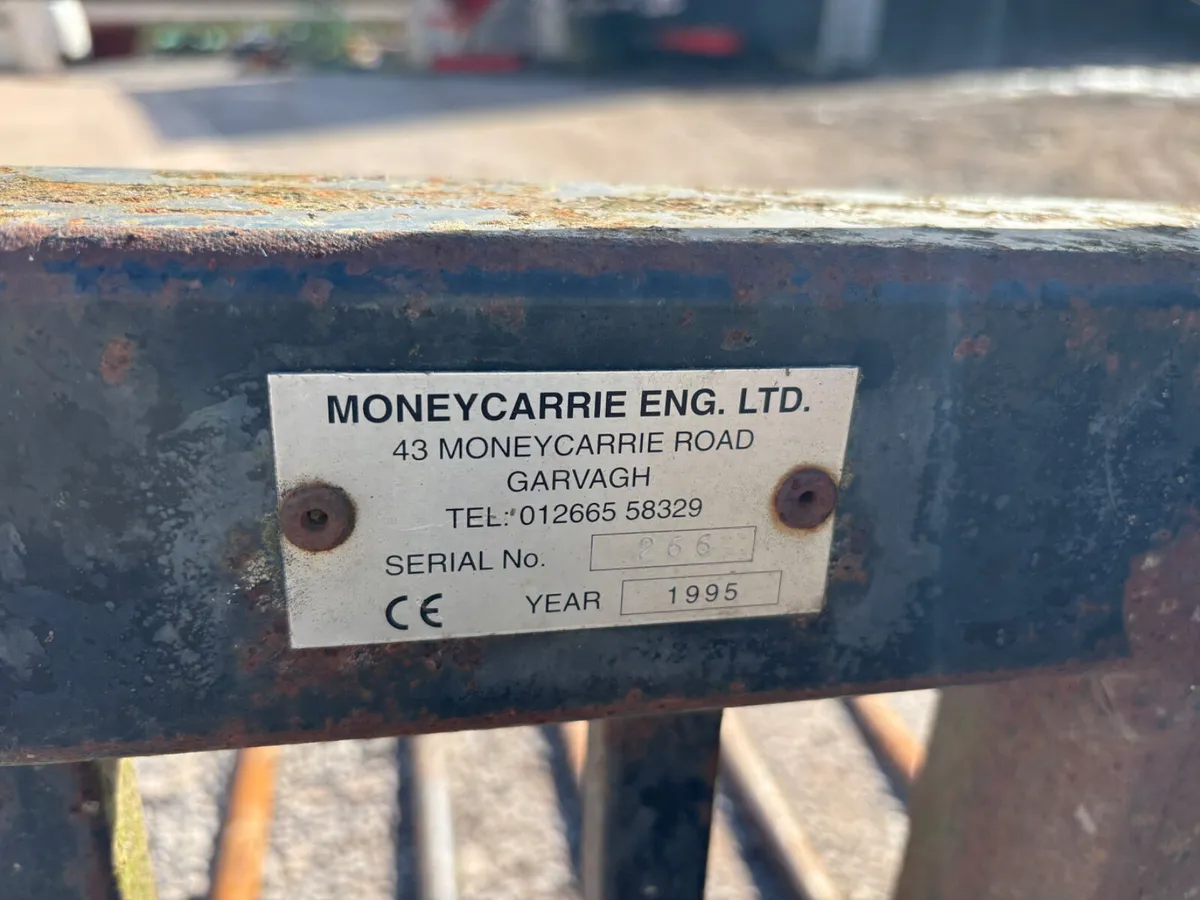 MONEYCARRIE ENG. LTD.
43 MONEYCARRIE ROAD
GARVAGH
TEL: 012665 58329
SERIAL No. 266
CE YEAR 1995